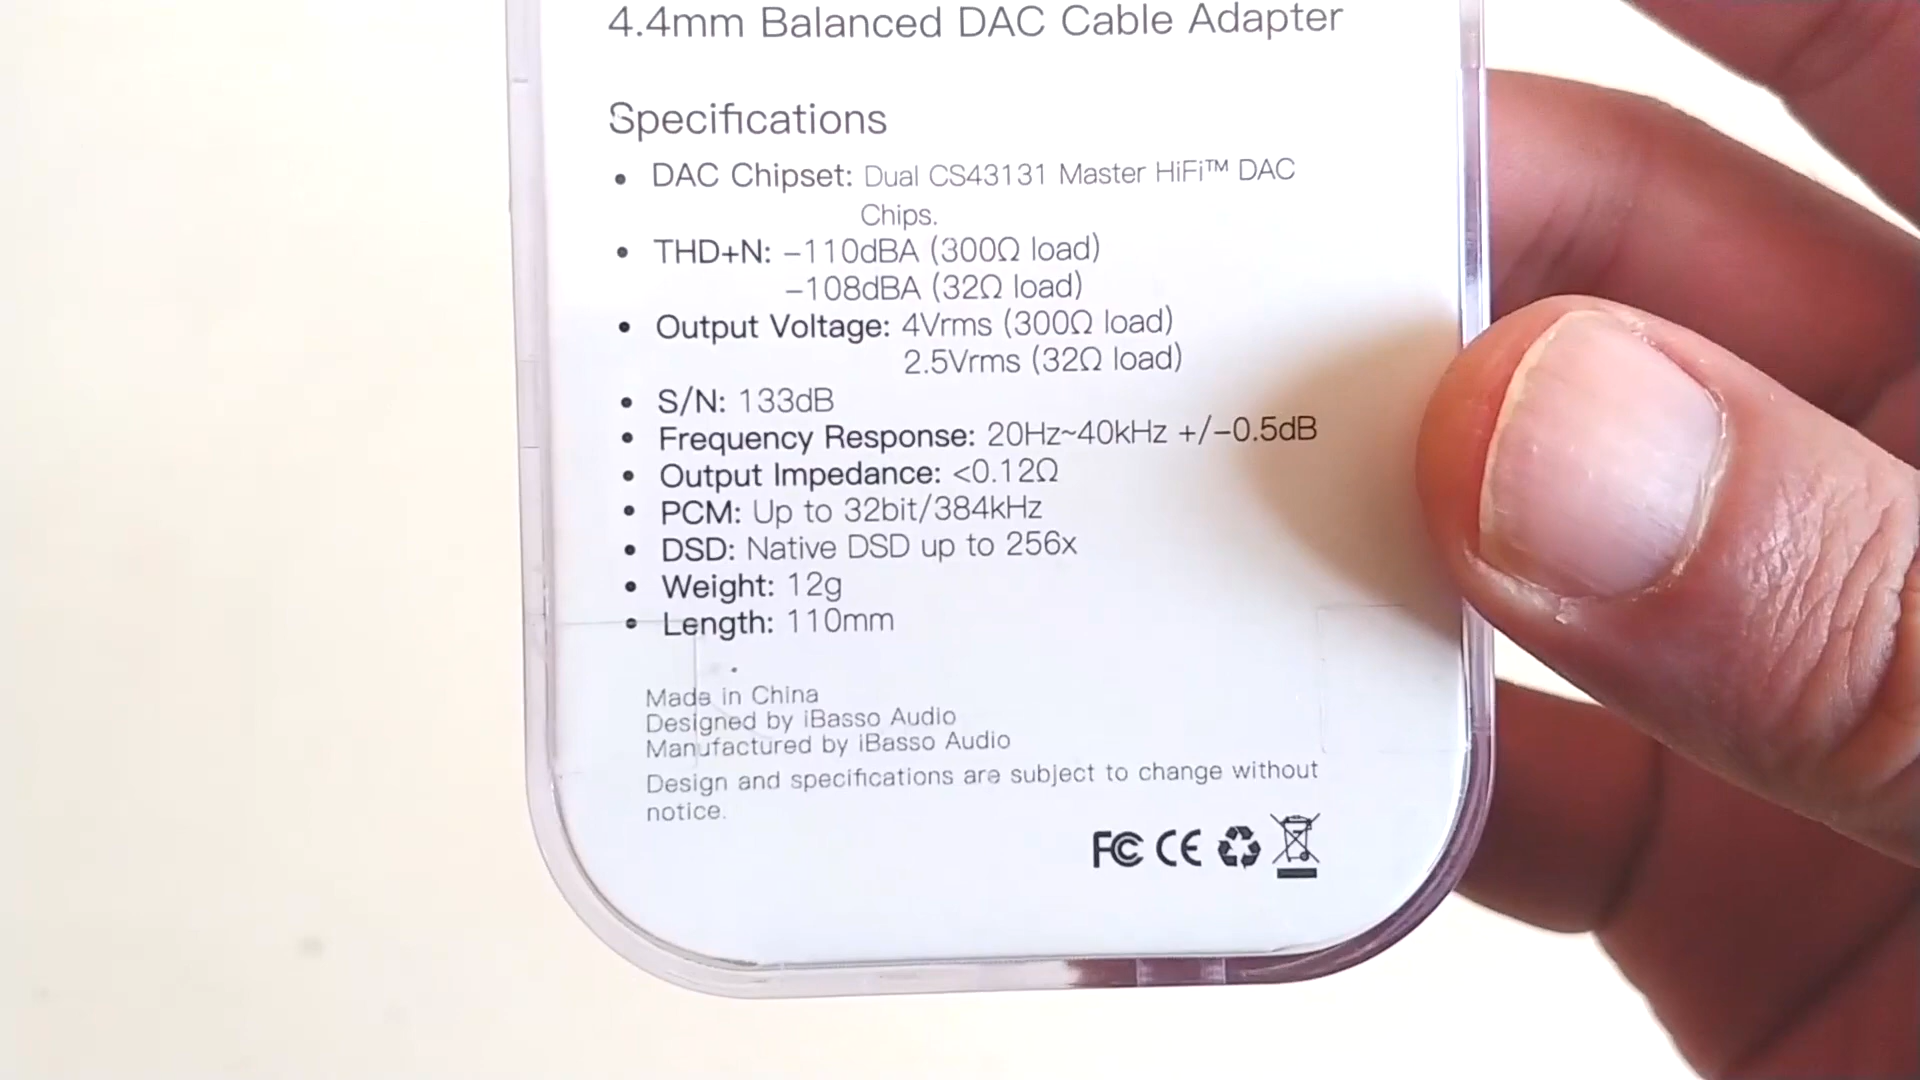 4.4mm Balanced DAC Cable Adapter
Specifications
• DAC Chipset: Dual CS43131 Master HiFi™ DAC
Chips.
• THD+N: -110dBA (300Ω load)
-108dBA (32Ω load)
• Output Voltage: 4Vrms (300Ω load)
2.5Vrms (32Ω load)
• S/N: 133dB
• Frequency Response: 20Hz~40kHz +/-0.5dB
• Output Impedance: <0.12Ω
• PCM: Up to 32bit/384kHz
• DSD: Native DSD up to 256x
• Weight: 12g
• Length: 110mm
Made in China
Designed by iBasso Audio
Manufactured by iBasso Audio
Design and specifications are subject to change without
notice.
FC CE